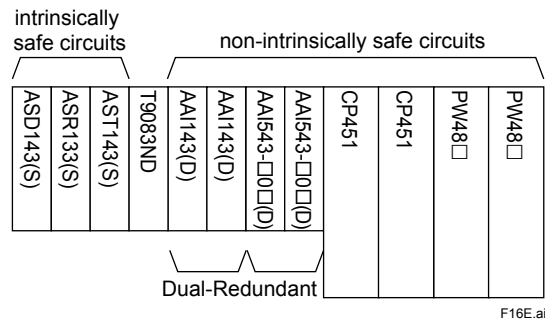 intrinsically
safe circuits
non-intrinsically safe circuits
ASD143(S)
ASR133(S)
AST143(S)
T9083ND
AAI143(D)
AAI143(D)
AAI543-□0□(D)
AAI543-□0□(D)
CP451
CP451
PW48□
PW48□
Dual-Redundant
F16E.ai